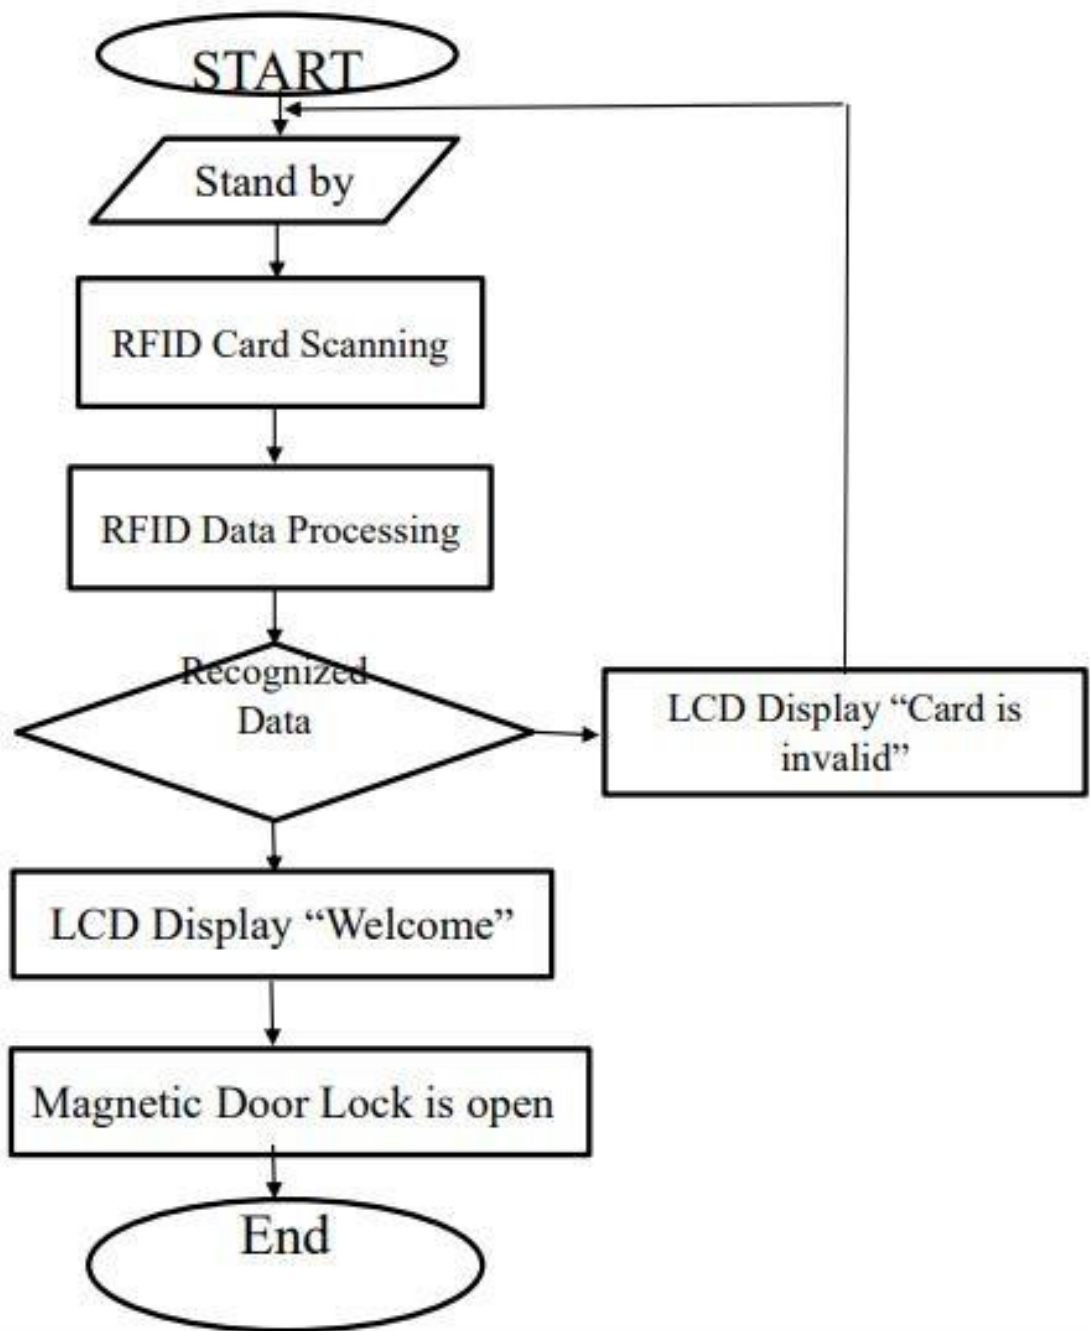 START
Stand by
RFID Card Scanning
RFID Data Processing
Recognized
Data
LCD Display “Card is
invalid”
LCD Display “Welcome”
Magnetic Door Lock is open
End